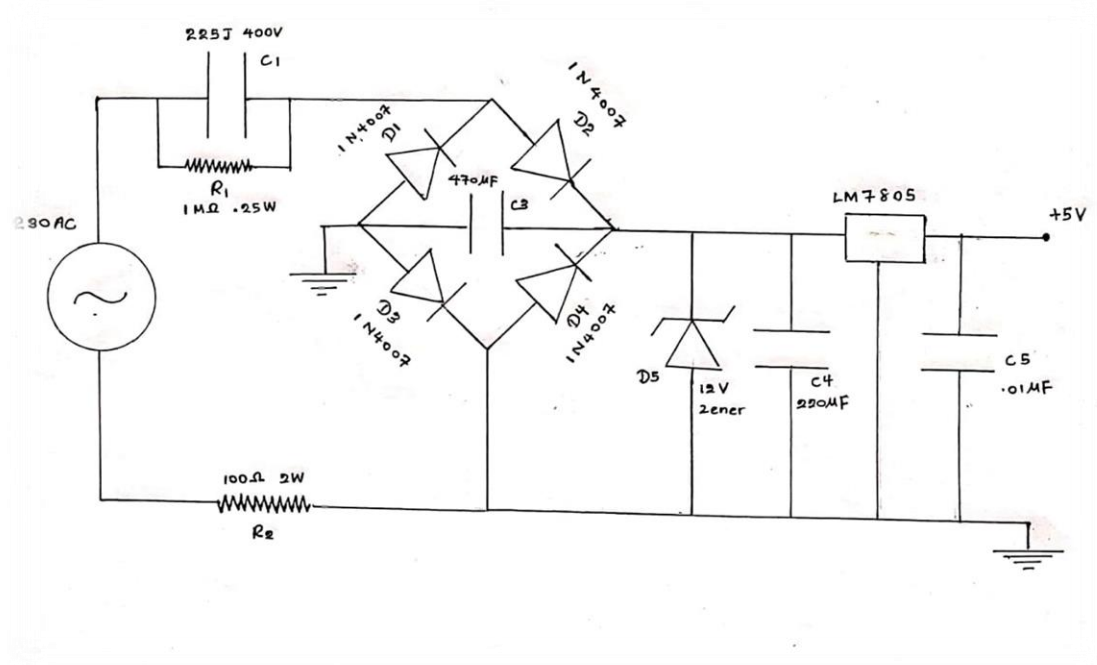 225J 400V
C1
R1
1MΩ .25W
230AC
1N4007
D1
1N4007
D2
470µF
C3
D3
1N4007
D4
1N4007
LM7805
+5V
D5
12V
Zener
C4
220µF
C5
.01µF
100Ω 2W
R2